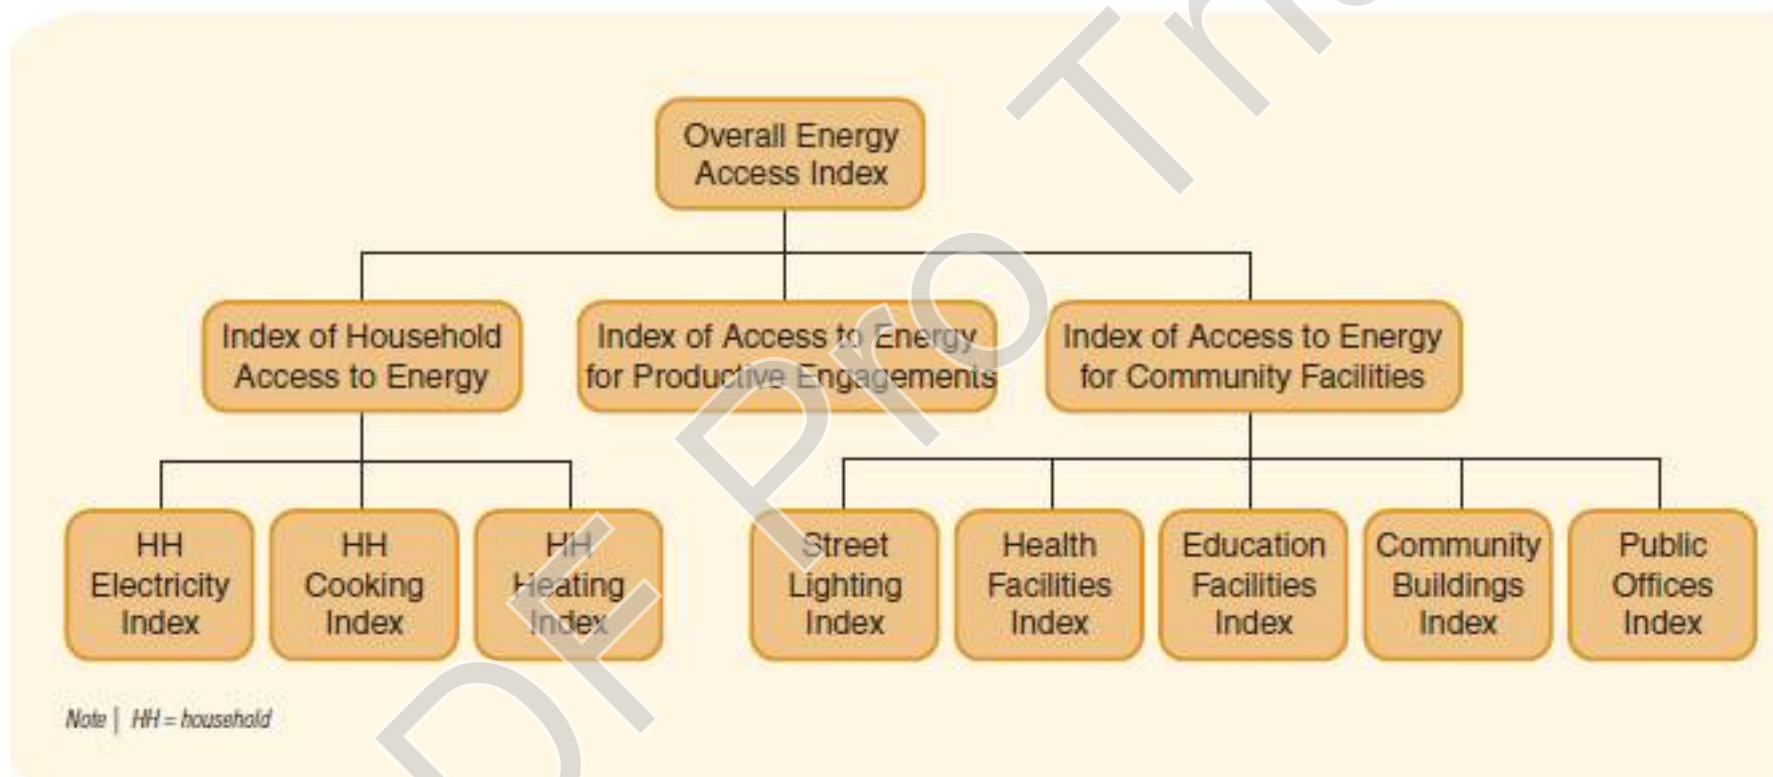 Overall Energy
Access Index
Index of Household
Access to Energy
Index of Access to Energy
for Productive Engagements
Index of Access to Energy
for Community Facilities
HH
Electricity
Index
HH
Cooking
Index
HH
Heating
Index
Street
Lighting
Index
Health
Facilities
Index
Education
Facilities
Index
Community
Buildings
Index
Public
Offices
Index
Note | HH = household
Pro